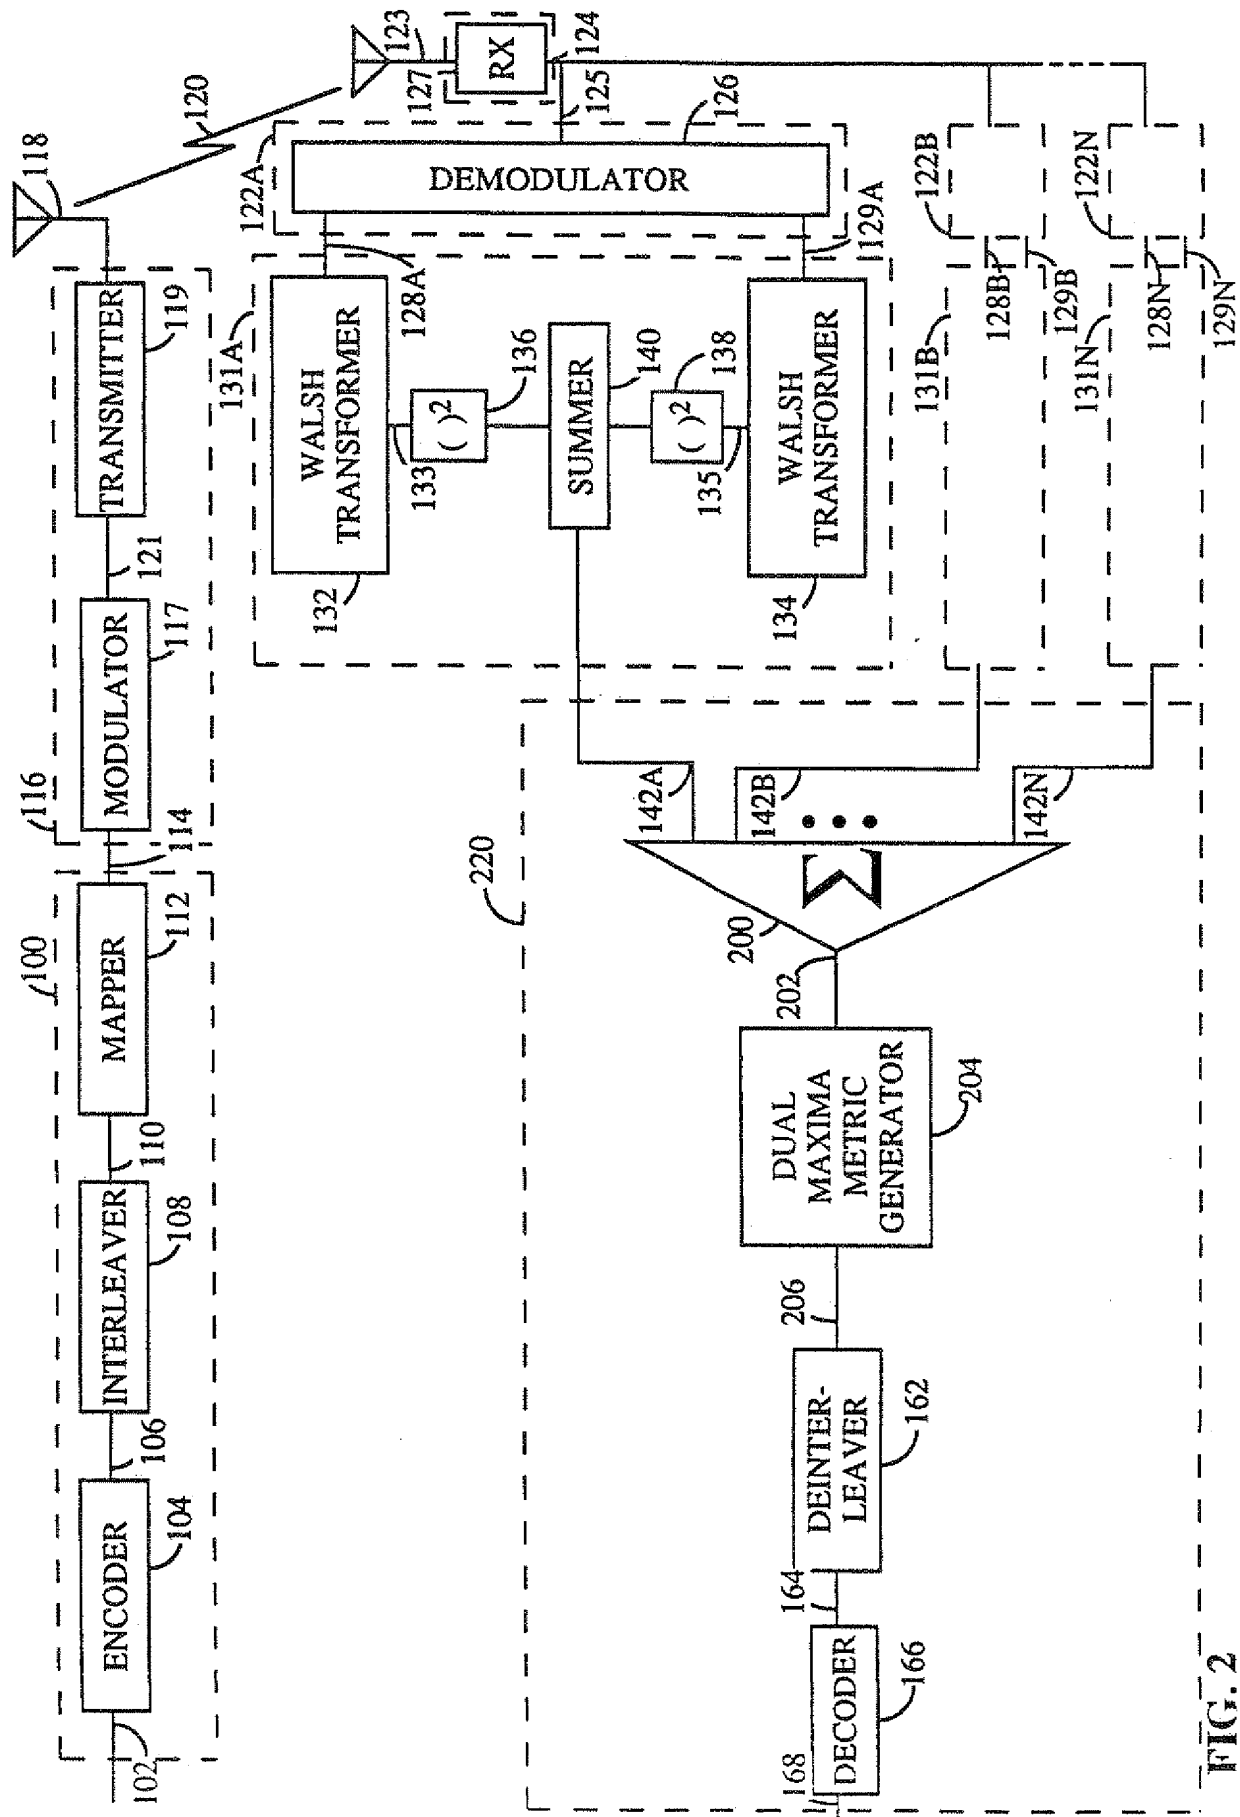 102
ENCODER
104
106
INTERLEAVER
108
110
MAPPER
112
100
114
116
MODULATOR
117
121
TRANSMITTER
119
118
120
123
127
RX
124
125
122A
DEMODULATOR
126
128A
129A
131A
WALSH
TRANSFORMER
132
133
( )2
136
SUMMER
140
( )2
138
135
WALSH
TRANSFORMER
134
122B
128B
129B
131B
122N
128N
129N
131N
142A
142B
142N
• • •
220
Σ
200
202
DUAL
MAXIMA
METRIC
GENERATOR
204
206
DEINTER-
LEAVER
162
164
DECODER
166
168
FIG. 2